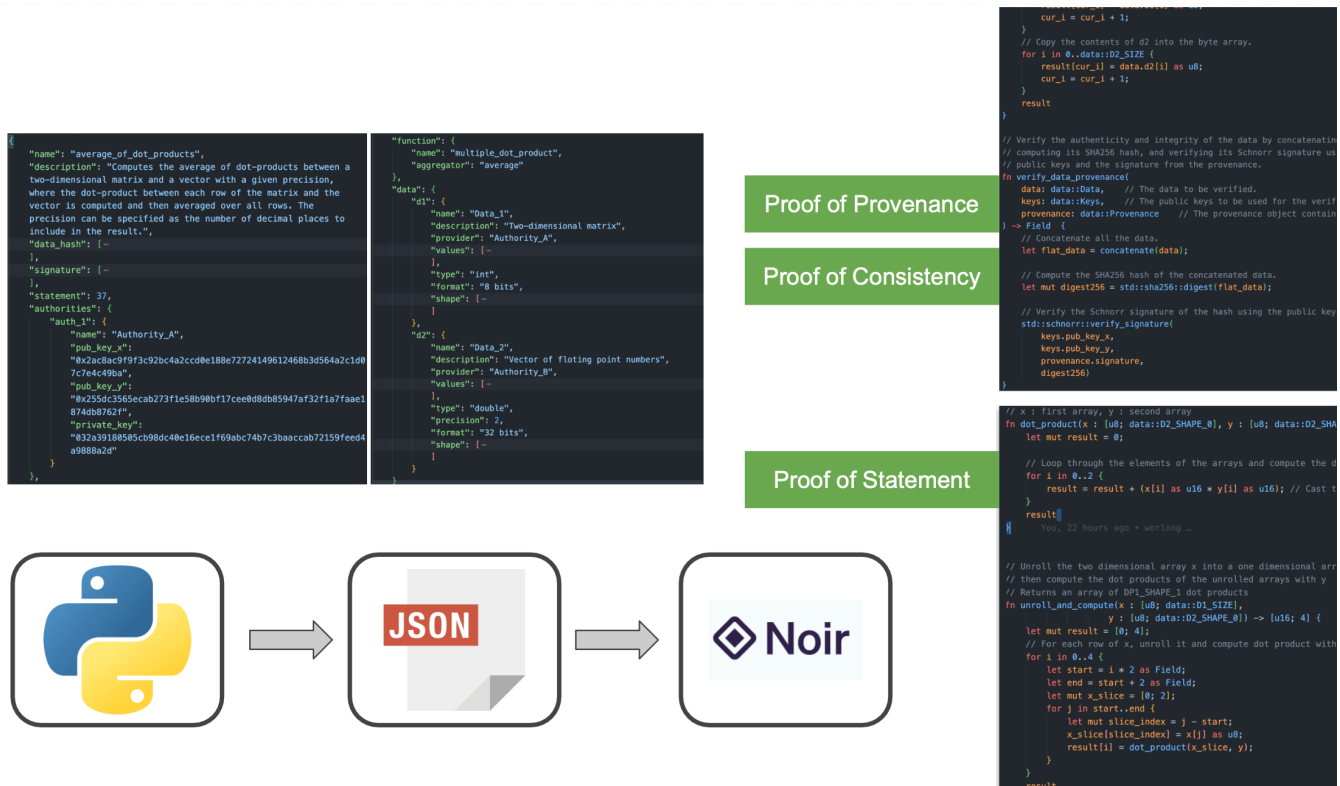 {
"name": "average_of_dot_products",
"description": "Computes the average of dot-products between a
two-dimensional matrix and a vector with a given precision,
where the dot-product between each row of the matrix and the
vector is computed and then averaged over all rows. The
precision can be specified as the number of decimal places to
include in the result.",
"data_hash": [
],
"signature": [
],
"statement": 37,
"authorities": {
"auth_1": {
"name": "Authority_A",
"pub_key_x":
"0x2ac8ac9f9f3c92bc4a2ccd0e188e72724149612468b3d564a2c1d0
7c7e4c49ba",
"pub_key_y":
"0x255dc3565ecab273f1e58b90bf17cee0d8db85947af32f1a7faae1
874db8762f",
"private_key":
"032a39180505cb98dc40e16ece1f69abc74b7c3baaccab72159feed4
a9888a2d"
}
},
"function": {
"name": "multiple_dot_product",
"aggregator": "average"
},
"data": {
"d1": {
"name": "Data_1",
"description": "Two-dimensional matrix",
"provider": "Authority_A",
"values": [
],
"type": "int",
"format": "8 bits",
"shape": [
]
},
"d2": {
"name": "Data_2",
"description": "Vector of floting point numbers",
"provider": "Authority_B",
"values": [
],
"type": "double",
"precision": 2,
"format": "32 bits",
"shape": [
]
}
}
Proof of Provenance
Proof of Consistency
Proof of Statement
cur_i = cur_i + 1;
}
// Copy the contents of d2 into the byte array.
for i in 0..data::D2_SIZE {
result[cur_i] = data.d2[i] as u8;
cur_i = cur_i + 1;
}
result
}
// Verify the authenticity and integrity of the data by concatenating
// computing its SHA256 hash, and verifying its Schnorr signature us
// public keys and the signature from the provenance.
fn verify_data_provenance(
data: data::Data, // The data to be verified.
keys: data::Keys, // The public keys to be used for the verif
provenance: data::Provenance // The provenance object contain
) -> Field {
// Concatenate all the data.
let flat_data = concatenate(data);
// Compute the SHA256 hash of the concatenated data.
let mut digest256 = std::sha256::digest(flat_data);
// Verify the Schnorr signature of the hash using the public key
std::schnorr::verify_signature(
keys.pub_key_x,
keys.pub_key_y,
provenance.signature,
digest256)
}
// x : first array, y : second array
fn dot_product(x : [u8; data::D2_SHAPE_0], y : [u8; data::D2_SHA
let mut result = 0;
// Loop through the elements of the arrays and compute the d
for i in 0..2 {
result = result + (x[i] as u16 * y[i] as u16); // Cast t
}
result
}
You, 22 hours ago • worlong …
// Unroll the two dimensional array x into a one dimensional arr
// then compute the dot products of the unrolled arrays with y
// Returns an array of DP1_SHAPE_1 dot products
fn unroll_and_compute(x : [u8; data::D1_SIZE],
y : [u8; data::D2_SHAPE_0]) -> [u16; 4] {
let mut result = [0; 4];
// For each row of x, unroll it and compute dot product with
for i in 0..4 {
let start = i * 2 as Field;
let end = start + 2 as Field;
let mut x_slice = [0; 2];
for j in start..end {
let mut slice_index = j - start;
x_slice[slice_index] = x[j] as u8;
result[i] = dot_product(x_slice, y);
}
}
JSON
Noir